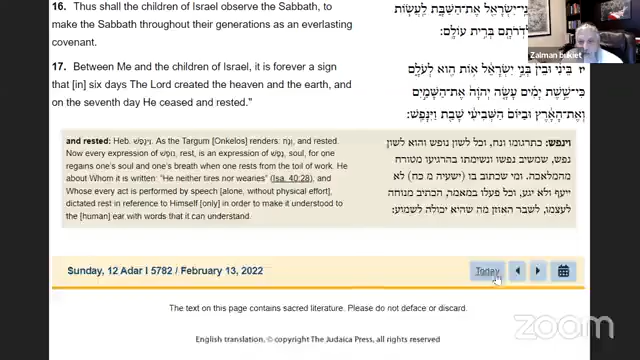 16. Thus shall the children of Israel observe the Sabbath, to
make the Sabbath throughout their generations as an everlasting
covenant.
בְנֵי־יִשְׂרָאֵל אֶת־הַשַּׁבָּת לַעֲשׂוֹת
לְדֹרֹתָם בְּרִית עוֹלָם:
Zalman Bukiet
17. Between Me and the children of Israel, it is forever a sign
that [in] six days The Lord created the heaven and the earth, and
on the seventh day He ceased and rested."
יז בֵּינִי וּבֵין בְּנֵי יִשְׂרָאֵל אוֹת הִוא לְעֹלָם
כִּי־שֵׁשֶׁת יָמִים עָשָׂה יְהֹוָה אֶת־הַשָּׁמַיִם
וְאֶת־הָאָרֶץ וּבַיּוֹם הַשְּׁבִיעִי שָׁבַת וַיִּנָּפַשׁ:
and rested: Heb. וַיִּנָּפַשׁ. As the Targum [Onkelos] renders: וְנָח, and rested.
Now every expression of נוֹפֶשׁ, rest, is an expression of נֶפֶשׁ, soul, for one
regains one's soul and one's breath when one rests from the toil of work. He
about Whom it is written: "He neither tires nor wearies" (Isa. 40:28), and
Whose every act is performed by speech [alone, without physical effort],
dictated rest in reference to Himself [only] in order to make it understood to
the [human] ear with words that it can understand.
וינפש: כתרגומו ונח, וכל לשון נופש והוא לשון
נפש, שמשיב נפשו ונשימתו בהרגיעו מטורח
מהמלאכה. ומי שכתוב בו (ישעיה מ כח) לא
ייעף ולא יגע, וכל פעלו במאמר, הכתיב מנוחה
לעצמו, לשבר האוזן מה שהיא יכולה לשמוע:
Sunday, 12 Adar I 5782 / February 13, 2022
Today
The text on this page contains sacred literature. Please do not deface or discard.
English translation, © copyright The Judaica Press, all rights reserved
zoom